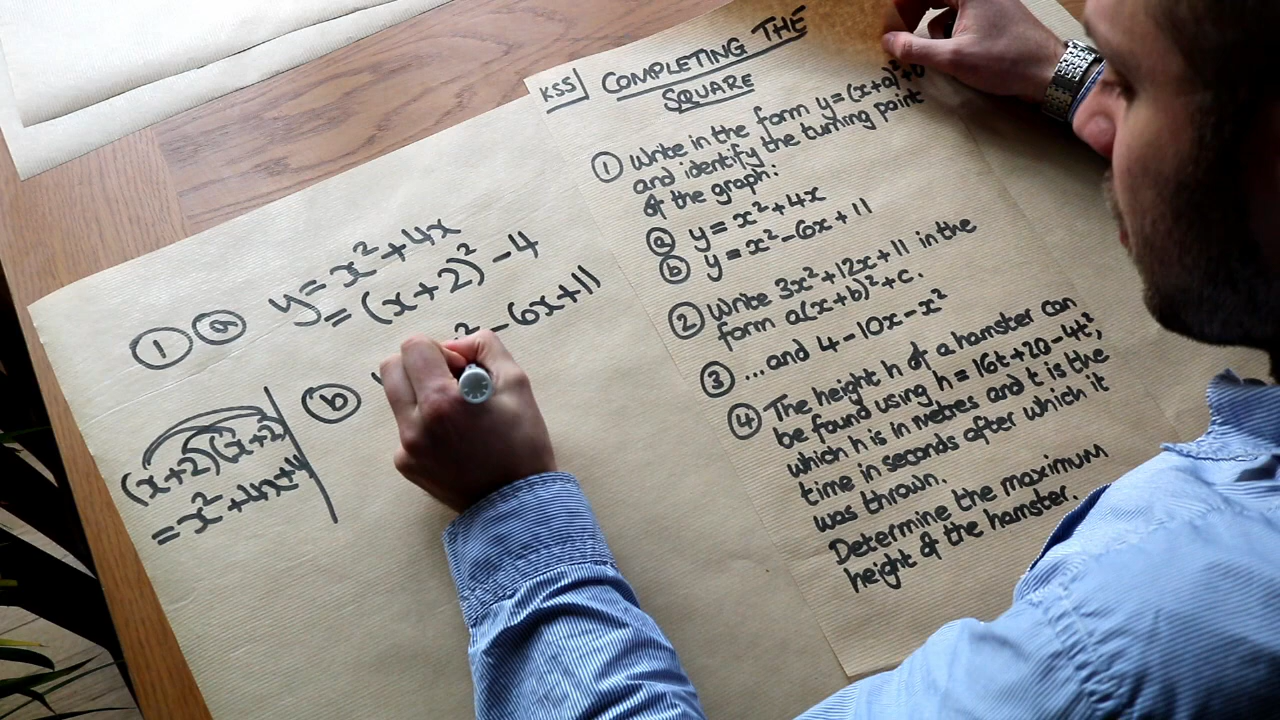 KSS
COMPLETING THE
SQUARE
① Write in the form y=(x+a)²+b
and identify the turning point
of the graph:
ⓐ y=x²+4x
ⓑ y=x²-6x+11
② Write 3x²+12x+11 in the
form a(x+b)²+c.
③ ...and 4-10x-x²
④ The height h of a hamster can
be found using h=16t+20-4t²,
which h is in metres and t is the
time in seconds after which it
was thrown.
Determine the maximum
height of the hamster.
① ⓐ y=x²+4x
=(x+2)²-4
ⓑ ²-6x+11
(x+2)(x+2)
=x²+4x+4